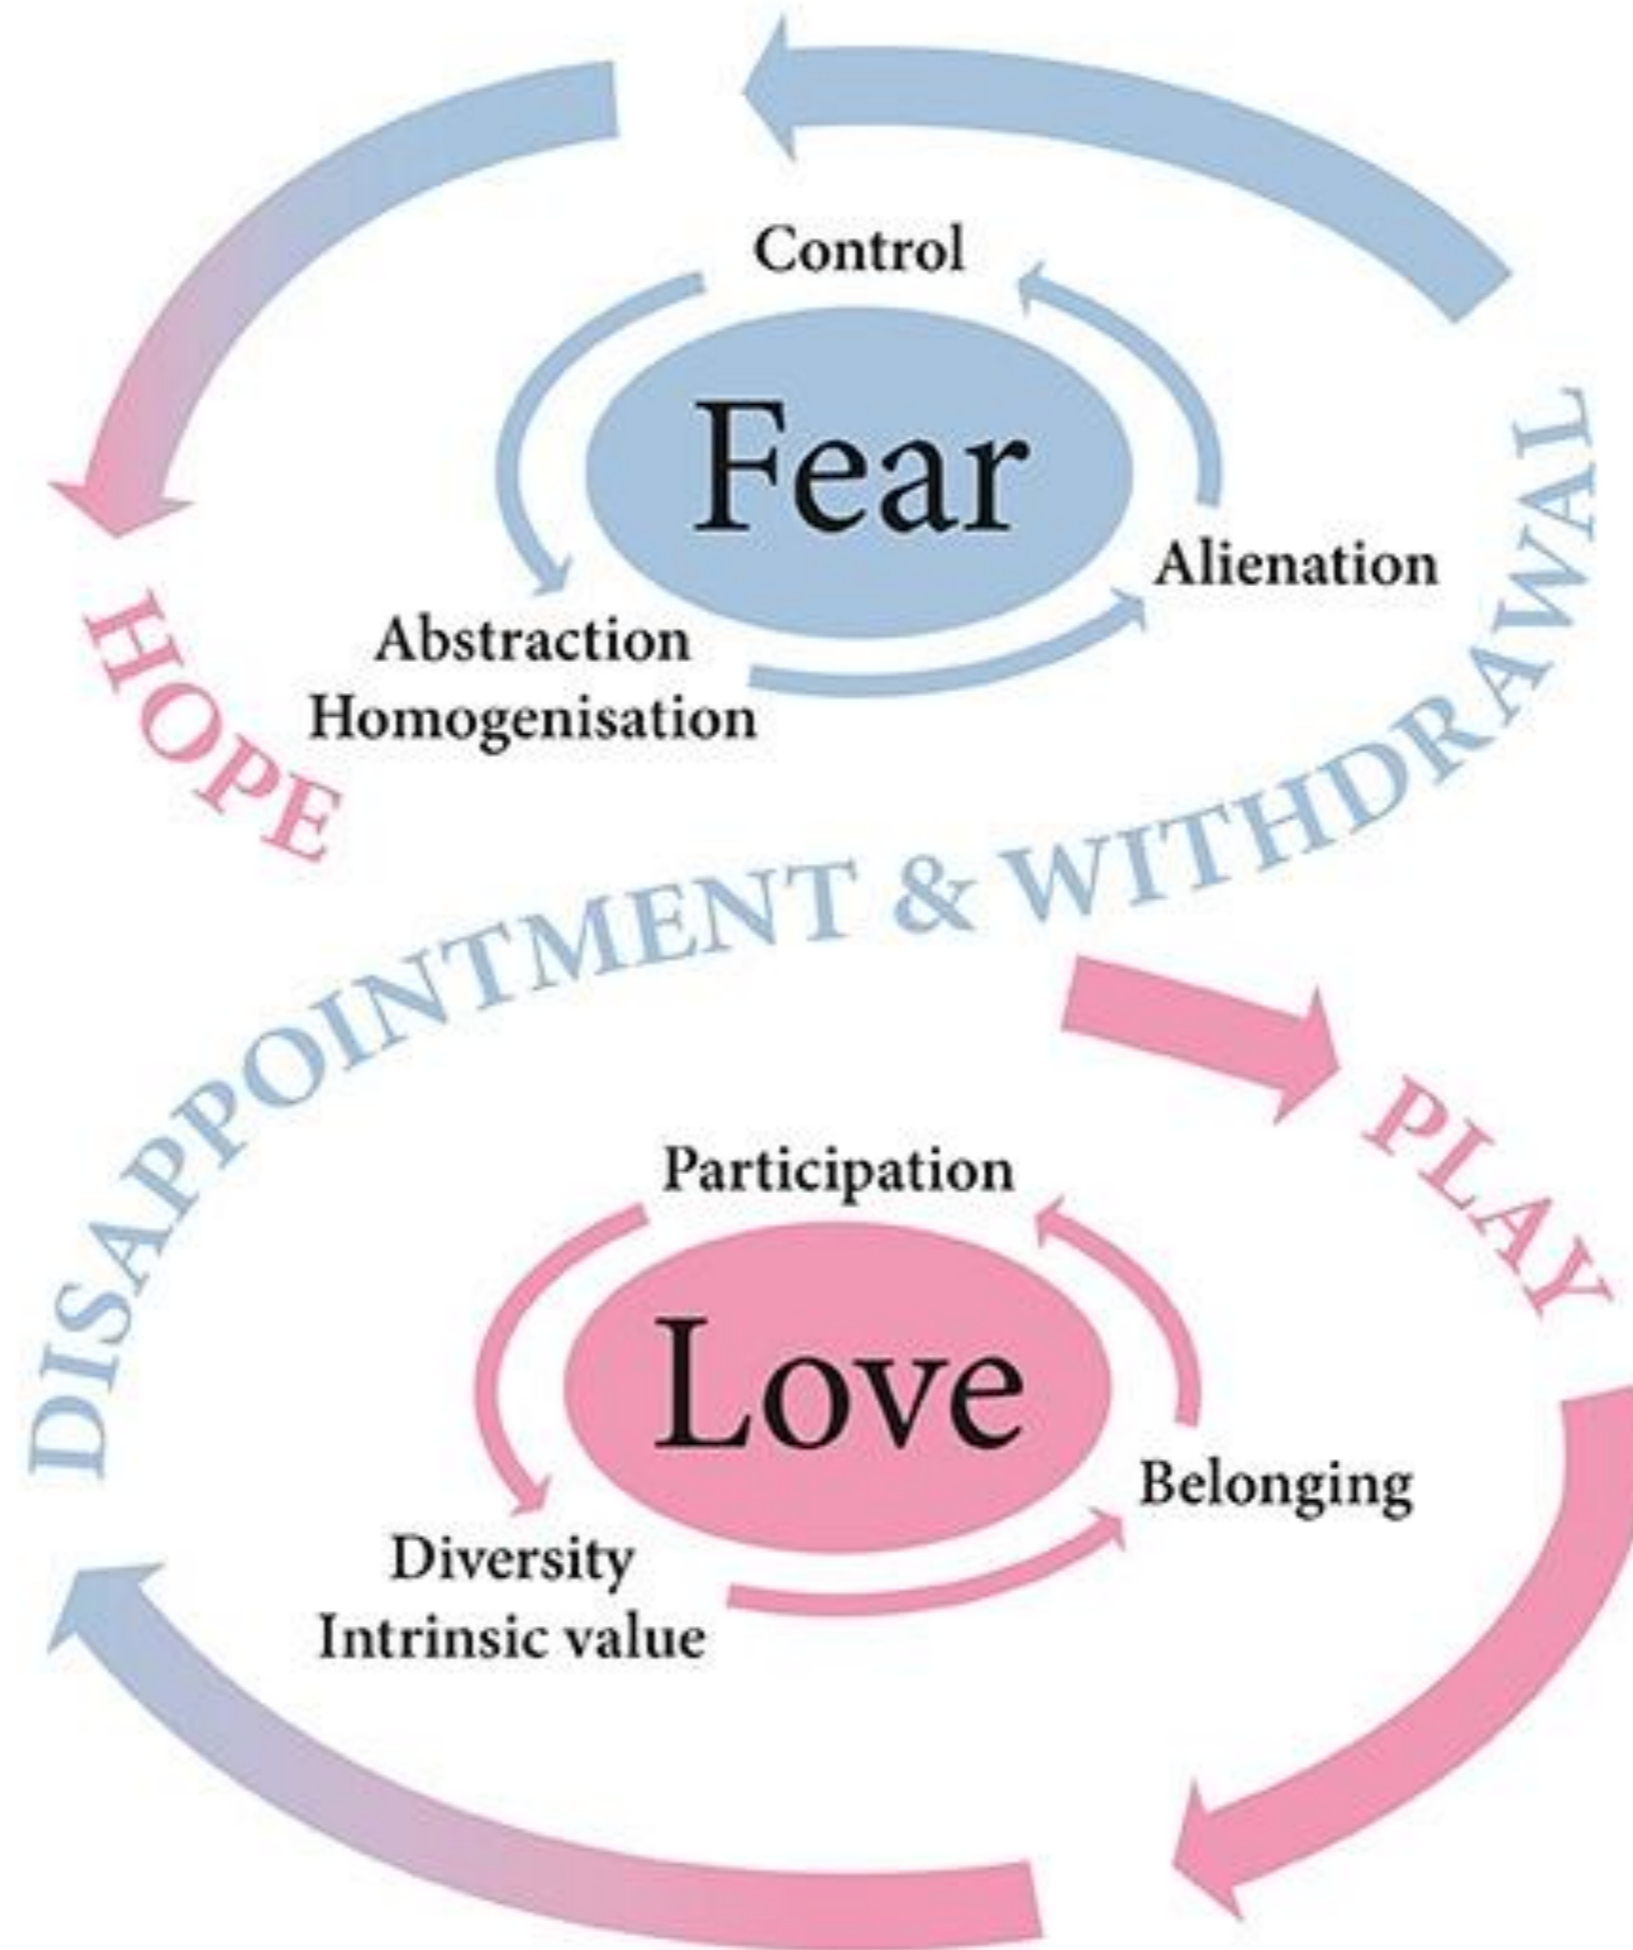 Control
Fear
Alienation
Abstraction
Homogenisation
HOPE
DISAPPOINTMENT & WITHDRAWAL
PLAY
Participation
Love
Belonging
Diversity
Intrinsic value